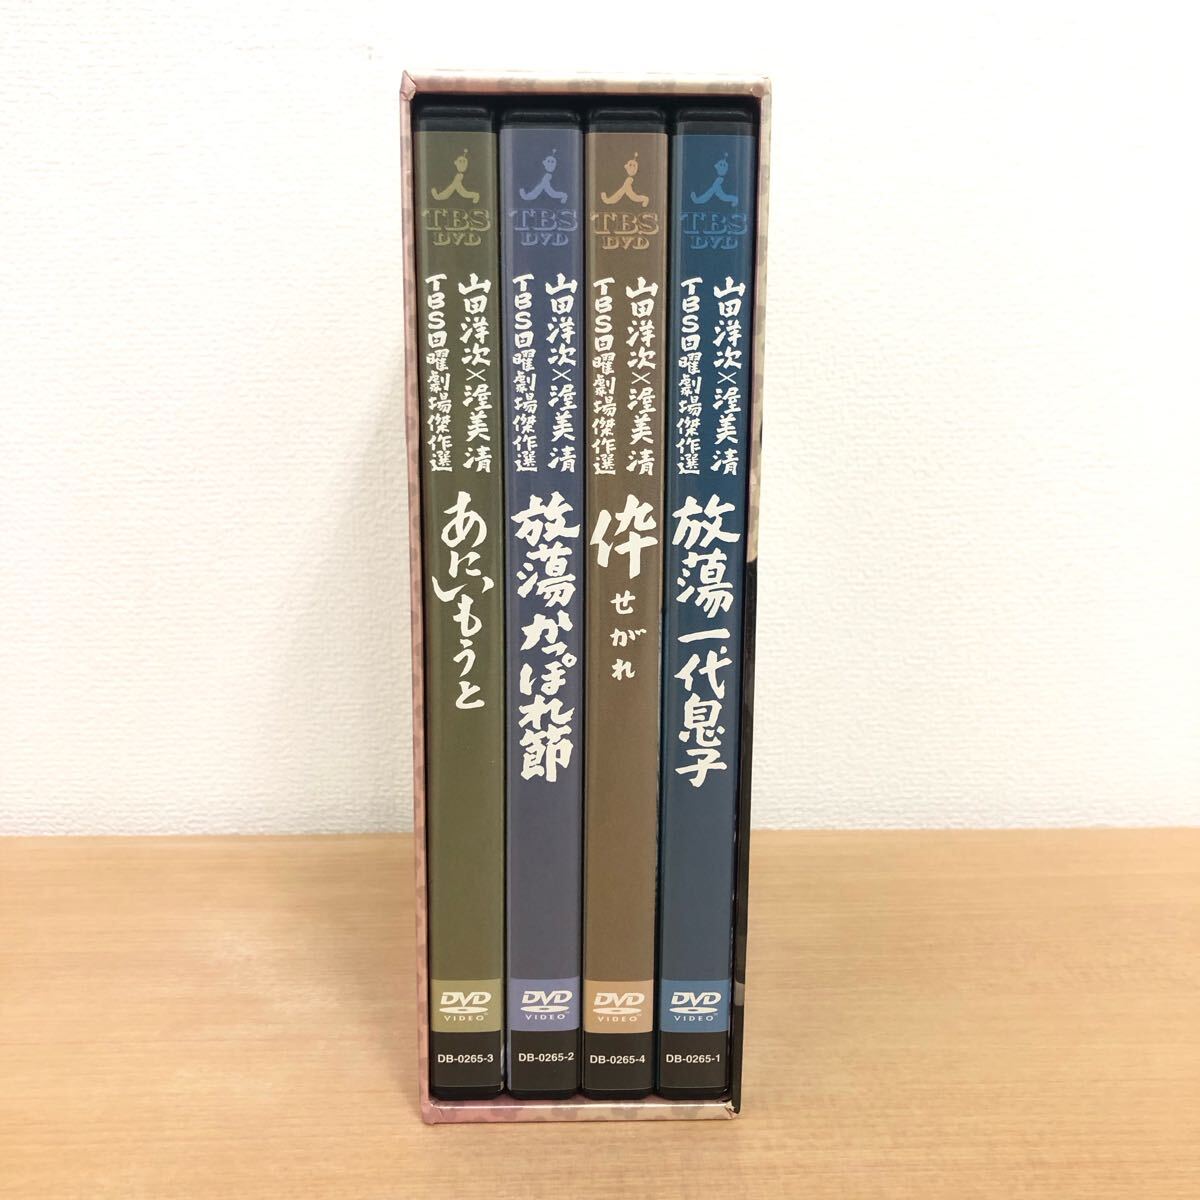 TBS
DVD
山田洋次×渥美清
TBS日曜劇場傑作選
あにいもうと
DVD
VIDEO
DB-0265-3
TBS
DVD
山田洋次×渥美清
TBS日曜劇場傑作選
放蕩かっぽれ節
DVD
VIDEO™
DB-0265-2
TBS
DVD
山田洋次×渥美清
TBS日曜劇場傑作選
伜
せがれ
DVD
VIDEO™
DB-0265-4
TBS
DVD
山田洋次×渥美清
TBS日曜劇場傑作選
放蕩一代息子
DVD
VIDEO™
DB-0265-1